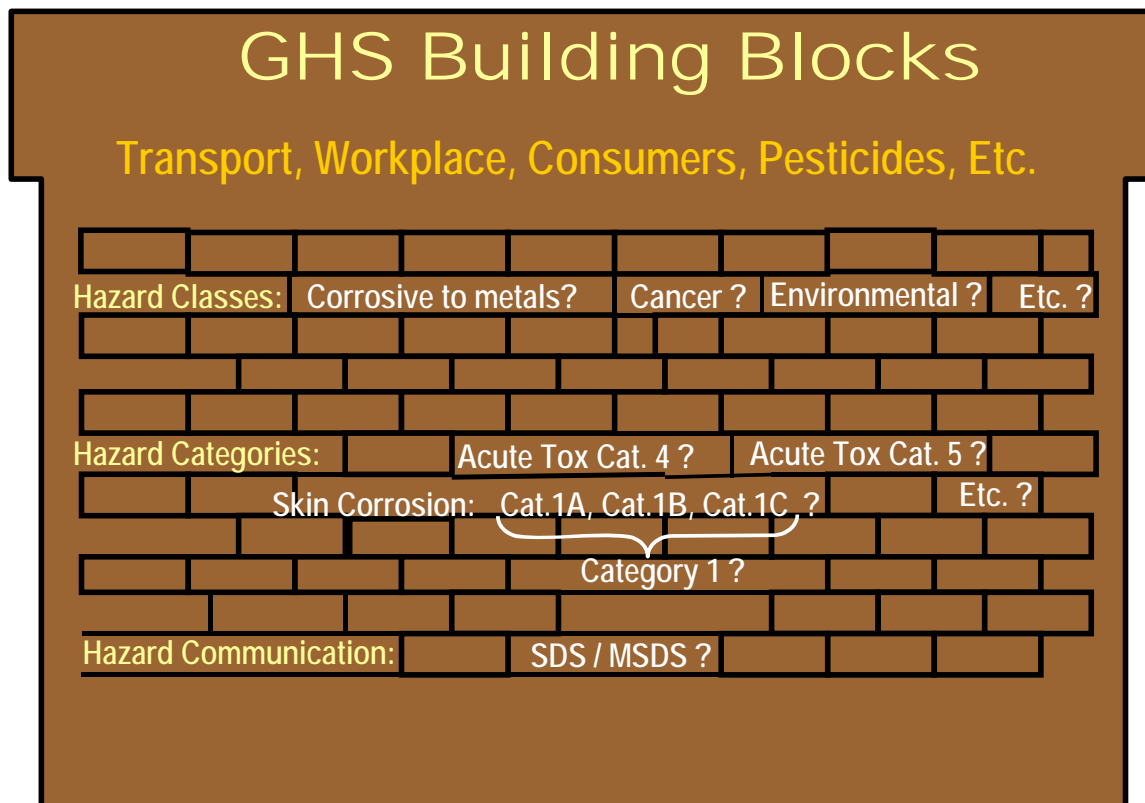 GHS Building Blocks
Transport, Workplace, Consumers, Pesticides, Etc.
Hazard Classes: Corrosive to metals? Cancer ? Environmental ? Etc. ?
Hazard Categories: Acute Tox Cat. 4 ? Acute Tox Cat. 5 ?
Skin Corrosion: Cat.1A, Cat.1B, Cat.1C ? Etc. ?
Category 1 ?
Hazard Communication: SDS / MSDS ?